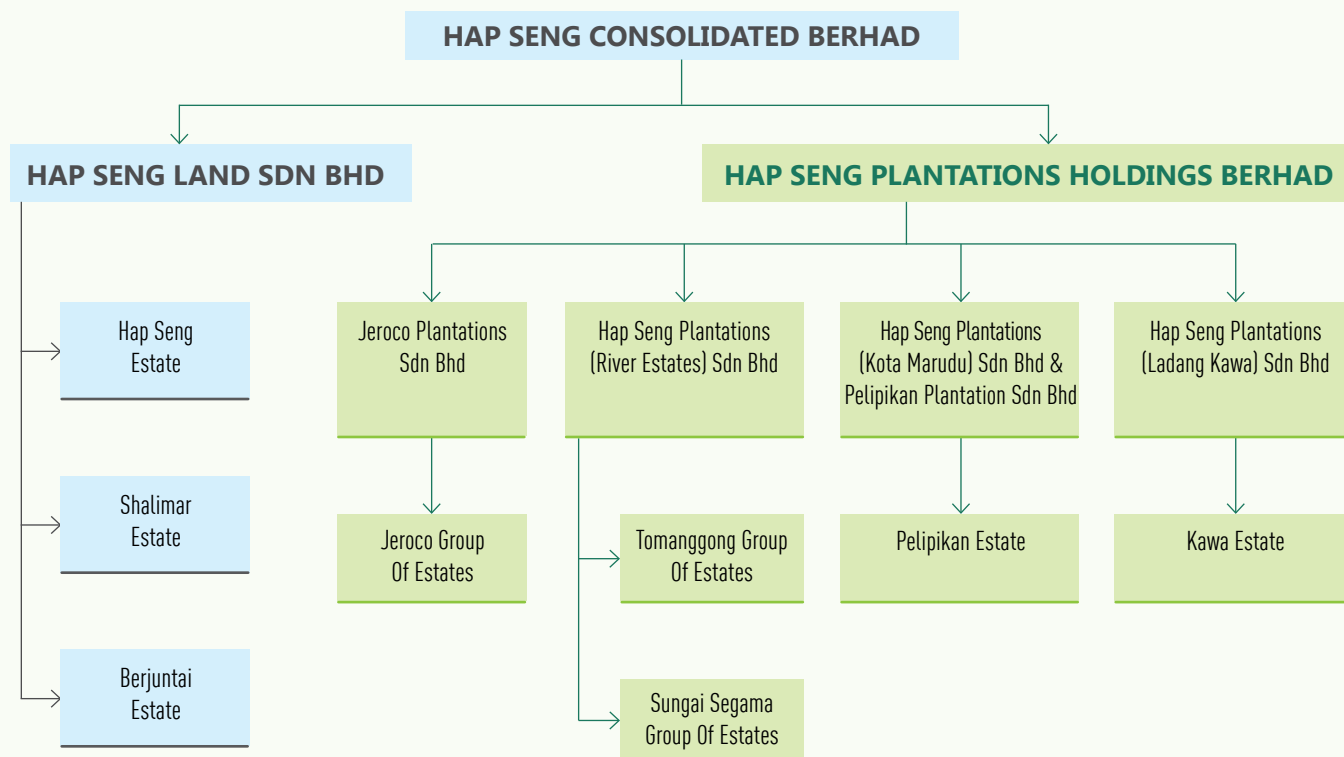 HAP SENG CONSOLIDATED BERHAD
HAP SENG LAND SDN BHD
HAP SENG PLANTATIONS HOLDINGS BERHAD
Hap Seng
Estate
Shalimar
Estate
Berjuntai
Estate
Jeroco Plantations
Sdn Bhd
Hap Seng Plantations
(River Estates) Sdn Bhd
Hap Seng Plantations
(Kota Marudu) Sdn Bhd &
Pelipikan Plantation Sdn Bhd
Hap Seng Plantations
(Ladang Kawa) Sdn Bhd
Jeroco Group
Of Estates
Tomanggong Group
Of Estates
Pelipikan Estate
Kawa Estate
Sungai Segama
Group Of Estates